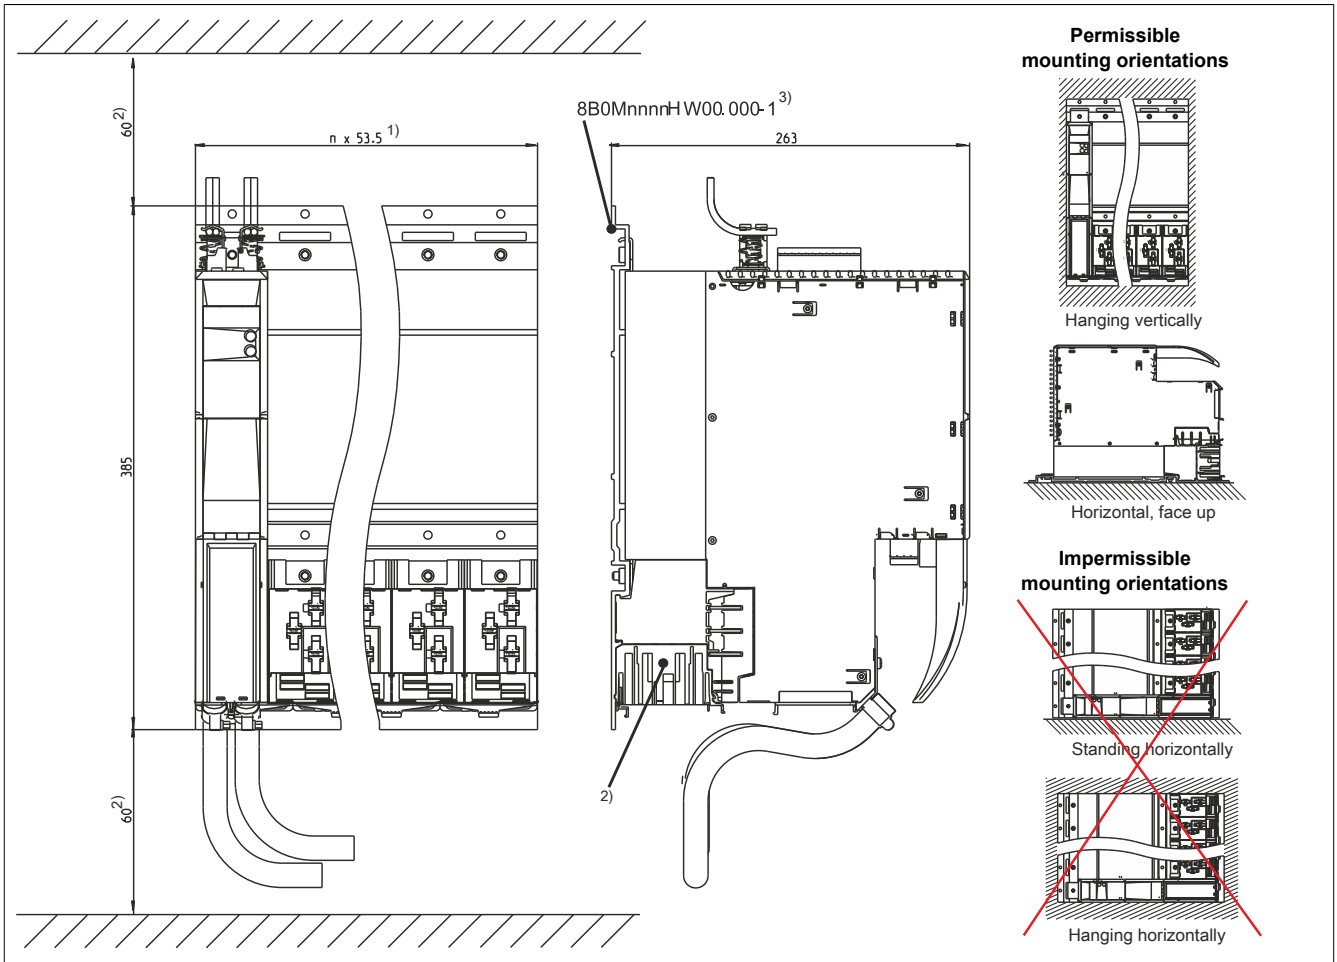 60 2)
n x 53.5 1)
385
60 2)
8B0MnnnnHW00.000-1 3)
263
2)
Permissible
mounting orientations
Hanging vertically
Horizontal, face up
Impermissible
mounting orientations
Standing horizontally
Hanging horizontally